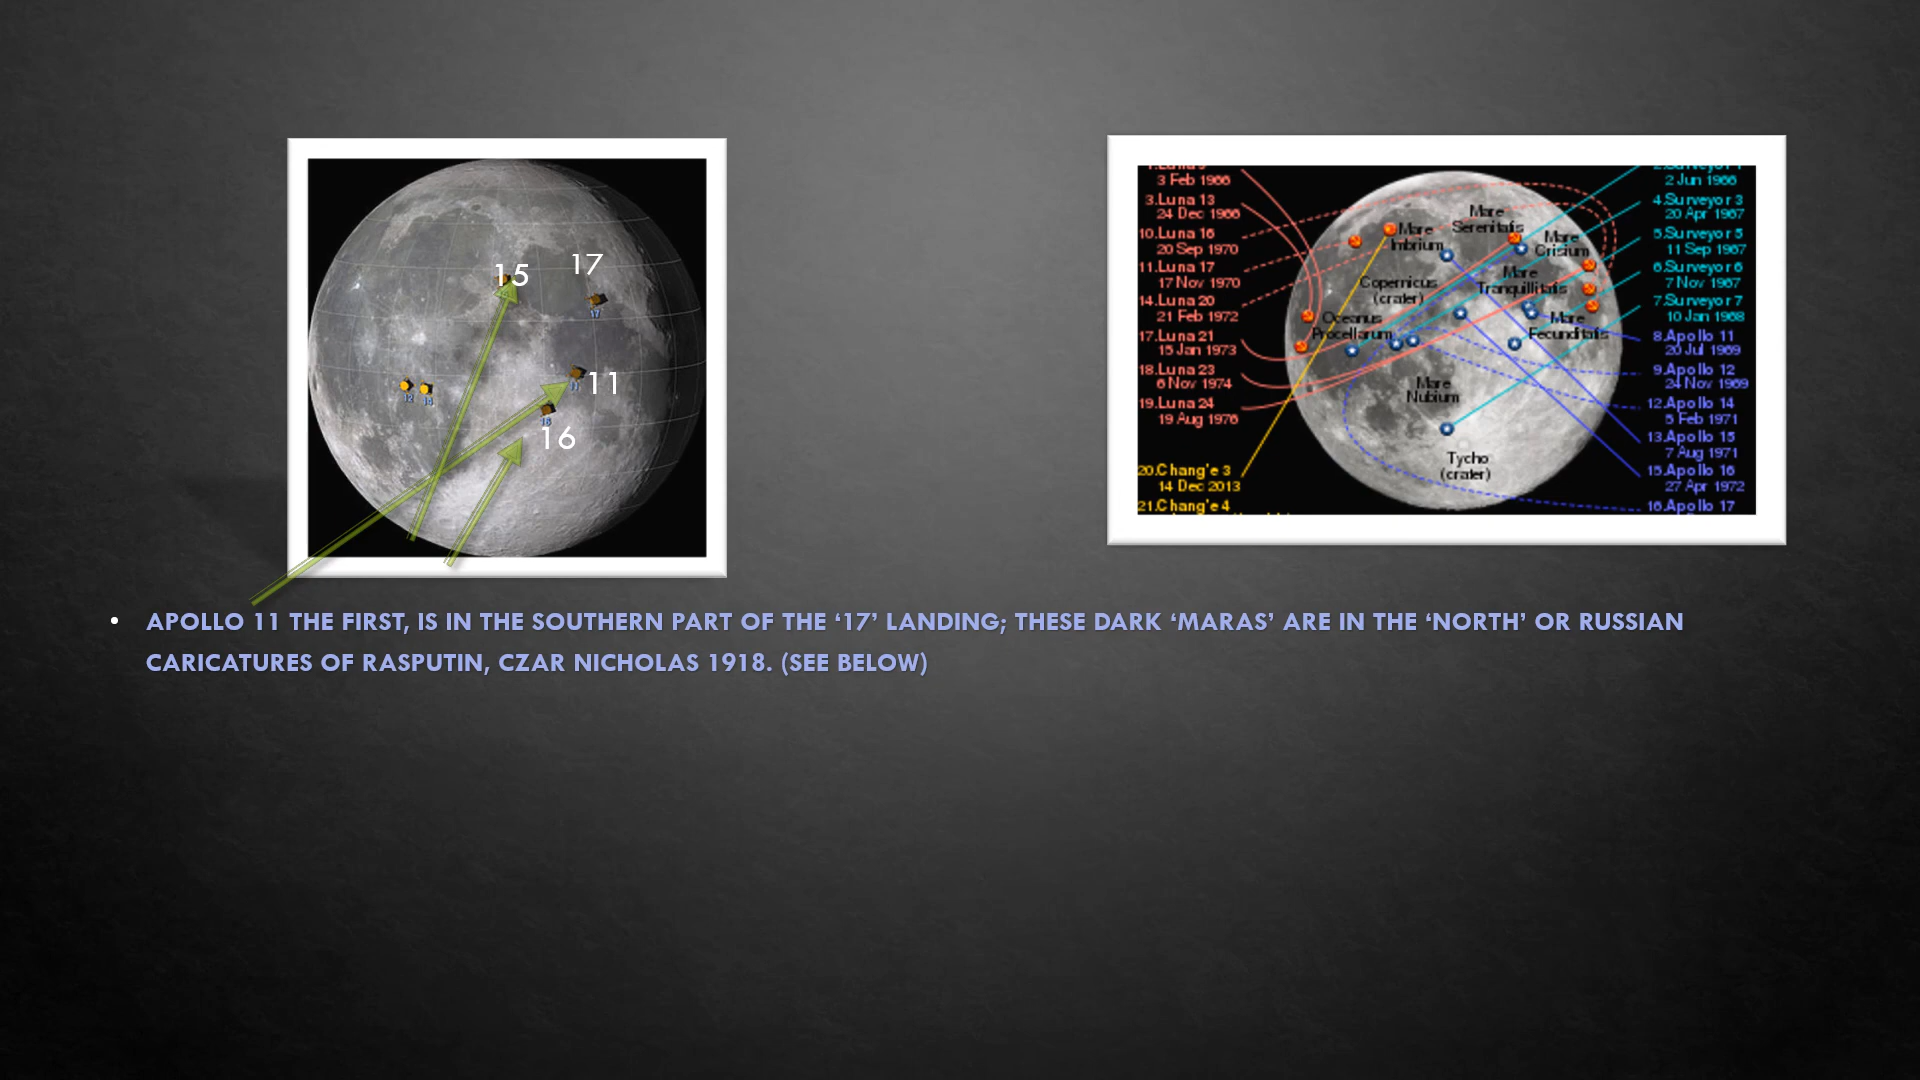 15
17
17
11
11
12
14
16
16
3 Feb 1966
3.Luna 13
24 Dec 1966
10.Luna 16
20 Sep 1970
11.Luna 17
17 Nov 1970
14.Luna 20
21 Feb 1972
17.Luna 21
15 Jan 1973
18.Luna 23
6 Nov 1974
19.Luna 24
19 Aug 1976
20.Chang'e 3
14 Dec 2013
21.Chang'e 4
Mare
Imbrium
Mare
Serenitatis
Mare
Crisium
Copernicus
(crater)
Mare
Tranquillitatis
Oceanus
Procellarum
Mare
Fecunditatis
Mare
Nubium
Tycho
(crater)
2 Jun 1966
4.Surveyor 3
20 Apr 1967
5.Surveyor 5
11 Sep 1967
6.Surveyor 6
7 Nov 1967
7.Surveyor 7
10 Jan 1968
8.Apollo 11
20 Jul 1969
9.Apollo 12
24 Nov 1969
12.Apollo 14
5 Feb 1971
13.Apollo 15
7 Aug 1971
15.Apollo 16
27 Apr 1972
16.Apollo 17
• APOLLO 11 THE FIRST, IS IN THE SOUTHERN PART OF THE ‘17’ LANDING; THESE DARK ‘MARAS’ ARE IN THE ‘NORTH’ OR RUSSIAN
CARICATURES OF RASPUTIN, CZAR NICHOLAS 1918. (SEE BELOW)